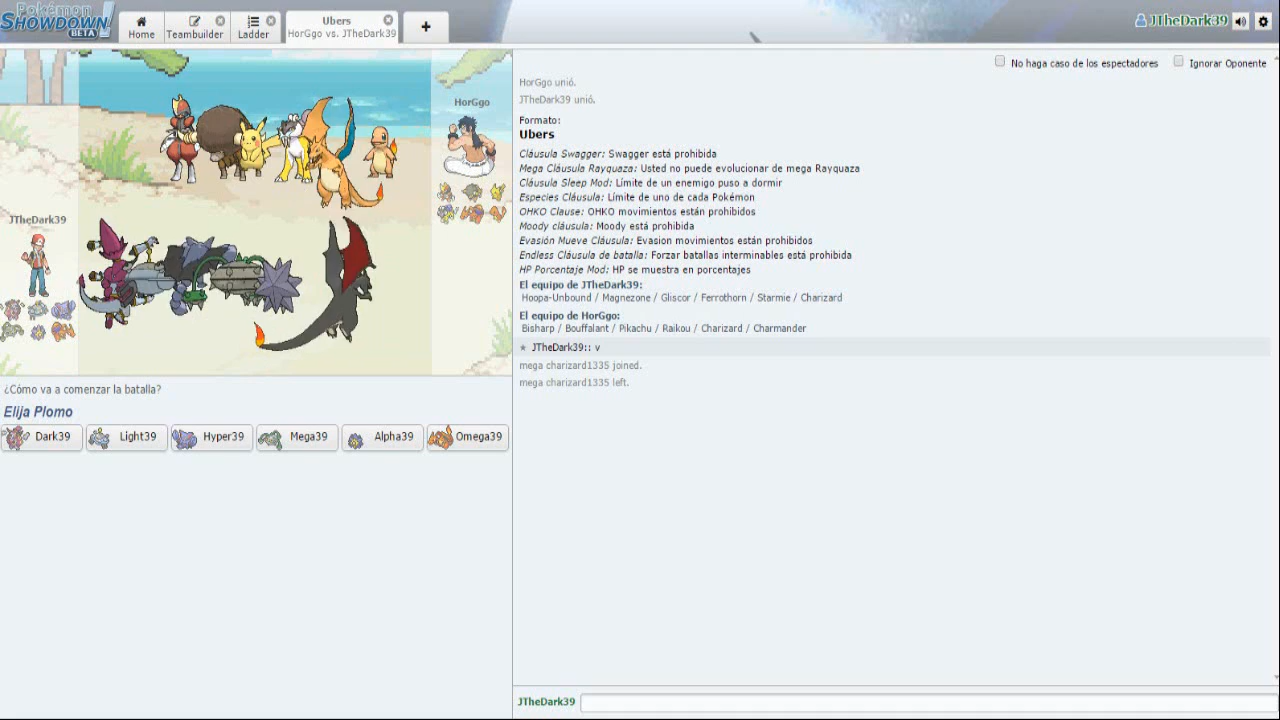 Pokémon
SHOWDOWN!
BETA
Home
Teambuilder
Ladder
Ubers
HorGgo vs. JTheDark39
+
JTheDark39
No haga caso de los espectadores
Ignorar Oponente
HorGgo
JTheDark39
¿Cómo va a comenzar la batalla?
Elija Plomo
Dark39
Light39
Hyper39
Mega39
Alpha39
Omega39
HorGgo unió.
JTheDark39 unió.
Formato:
Ubers
Cláusula Swagger: Swagger está prohibida
Mega Cláusula Rayquaza: Usted no puede evolucionar de mega Rayquaza
Cláusula Sleep Mod: Límite de un enemigo puso a dormir
Especies Cláusula: Límite de uno de cada Pokémon
OHKO Clause: OHKO movimientos están prohibidos
Moody cláusula: Moody está prohibida
Evasión Mueve Cláusula: Evasion movimientos están prohibidos
Endless Cláusula de batalla: Forzar batallas interminables está prohibida
HP Porcentaje Mod: HP se muestra en porcentajes
El equipo de JTheDark39:
Hoopa-Unbound / Magnezone / Gliscor / Ferrothorn / Starmie / Charizard
El equipo de HorGgo:
Bisharp / Bouffalant / Pikachu / Raikou / Charizard / Charmander
★ JTheDark39:: v
mega charizard1335 joined.
mega charizard1335 left.
JTheDark39